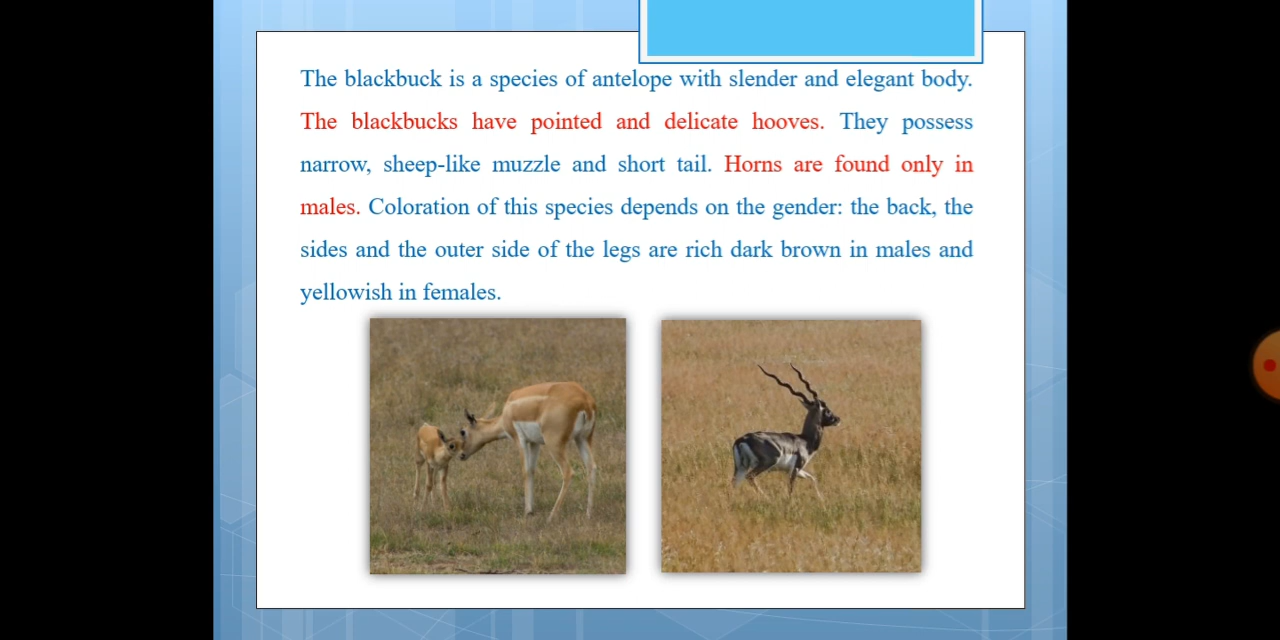 The blackbuck is a species of antelope with slender and elegant body.
The blackbucks have pointed and delicate hooves. They possess
narrow, sheep-like muzzle and short tail. Horns are found only in
males. Coloration of this species depends on the gender: the back, the
sides and the outer side of the legs are rich dark brown in males and
yellowish in females.